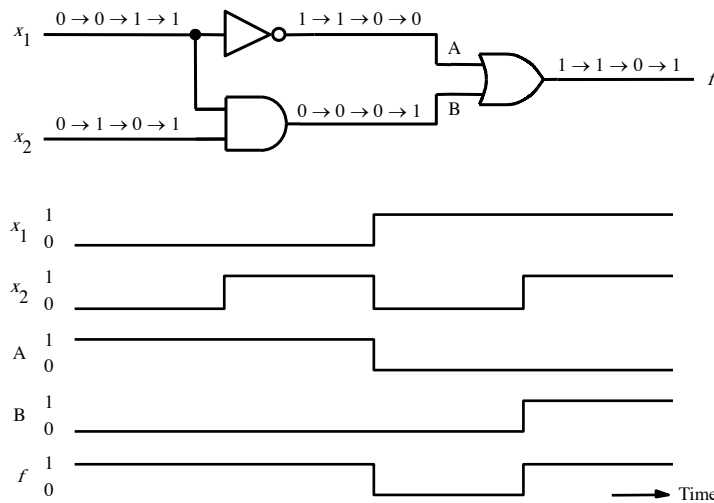 x1 0 → 0 → 1 → 1 1 → 1 → 0 → 0
A 1 → 1 → 0 → 1 f
x2 0 → 1 → 0 → 1 0 → 0 → 0 → 1 B
x1 1 0
x2 1 0
A 1 0
B 1 0
f 1 0 Time